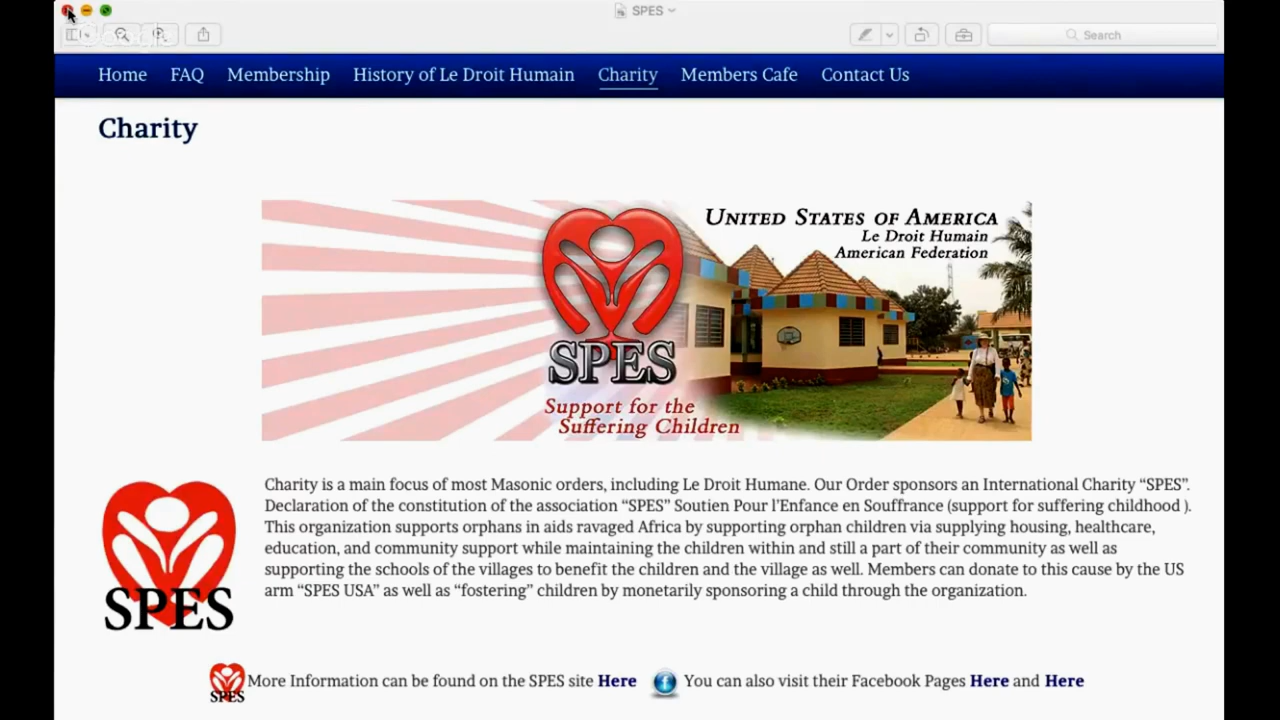 SPES
Google
Search
Home FAQ Membership History of Le Droit Humain Charity Members Cafe Contact Us
Charity
UNITED STATES OF AMERICA
Le Droit Humain
American Federation
SPES
Support for the
Suffering Children
Charity is a main focus of most Masonic orders, including Le Droit Humane. Our Order sponsors an International Charity “SPES”.
Declaration of the constitution of the association “SPES” Soutien Pour l’Enfance en Souffrance (support for suffering childhood ).
This organization supports orphans in aids ravaged Africa by supporting orphan children via supplying housing, healthcare,
education, and community support while maintaining the children within and still a part of their community as well as
supporting the schools of the villages to benefit the children and the village as well. Members can donate to this cause by the US
arm “SPES USA” as well as “fostering” children by monetarily sponsoring a child through the organization.
SPES
SPES
More Information can be found on the SPES site Here
f
You can also visit their Facebook Pages Here and Here